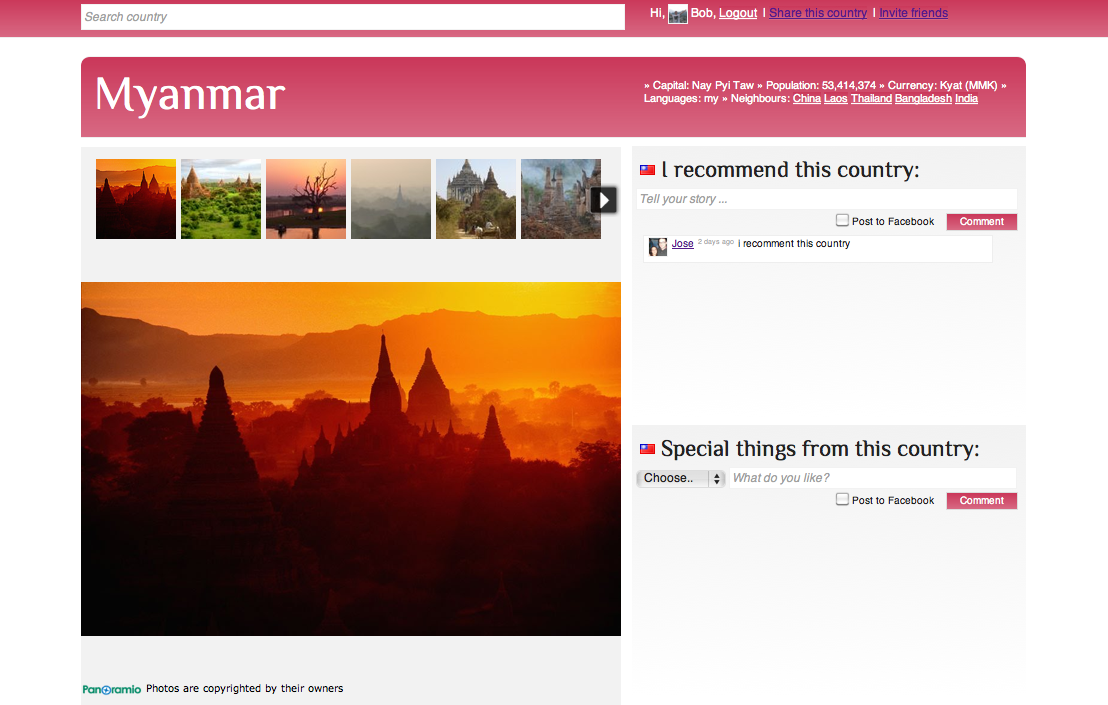 Search country
Hi, Bob, Logout | Share this country | Invite friends
Myanmar
» Capital: Nay Pyi Taw » Population: 53,414,374 » Currency: Kyat (MMK) »
Languages: my » Neighbours: China Laos Thailand Bangladesh India
I recommend this country:
Tell your story ...
Post to Facebook Comment
Jose 2 days ago i recomment this country
Special things from this country:
Choose.. What do you like?
Post to Facebook Comment
Panoramio Photos are copyrighted by their owners